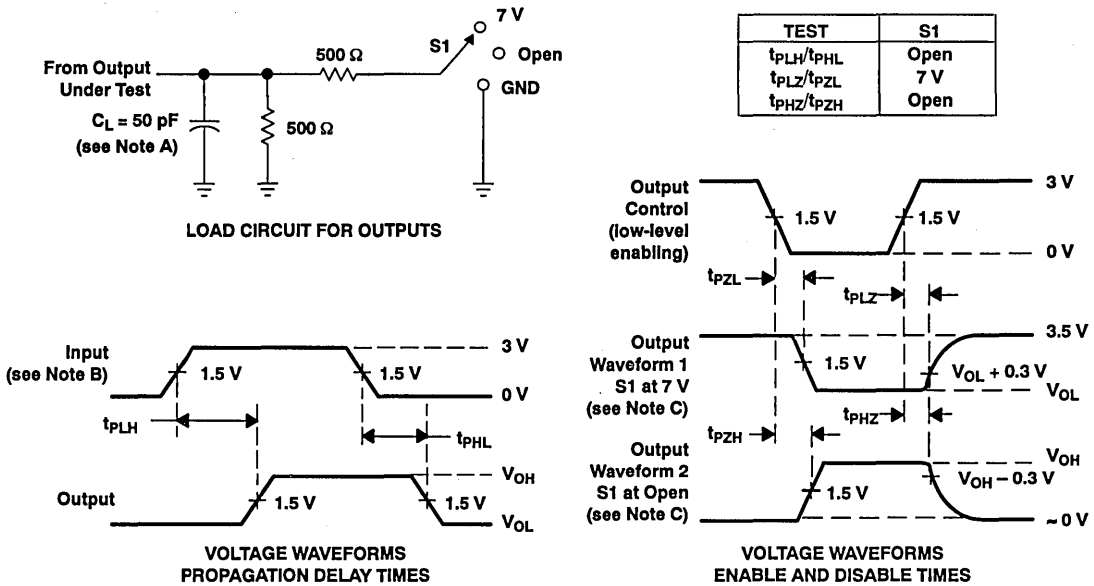 7 V
S1
Open
GND
500 Ω
From Output
Under Test
CL = 50 pF
(see Note A)
500 Ω
LOAD CIRCUIT FOR OUTPUTS
TEST S1
tPLH/tPHL Open
tPLZ/tPZL 7 V
tPHZ/tPZH Open
Input
(see Note B)
1.5 V
1.5 V
3 V
0 V
tPLH
tPHL
Output
1.5 V
1.5 V
VOH
VOL
VOLTAGE WAVEFORMS
PROPAGATION DELAY TIMES
Output
Control
(low-level
enabling)
1.5 V
1.5 V
3 V
0 V
tPZL
tPLZ
Output
Waveform 1
S1 at 7 V
(see Note C)
1.5 V
3.5 V
VOL + 0.3 V
VOL
tPZH
tPHZ
Output
Waveform 2
S1 at Open
(see Note C)
1.5 V
VOH
VOH – 0.3 V
~ 0 V
VOLTAGE WAVEFORMS
ENABLE AND DISABLE TIMES